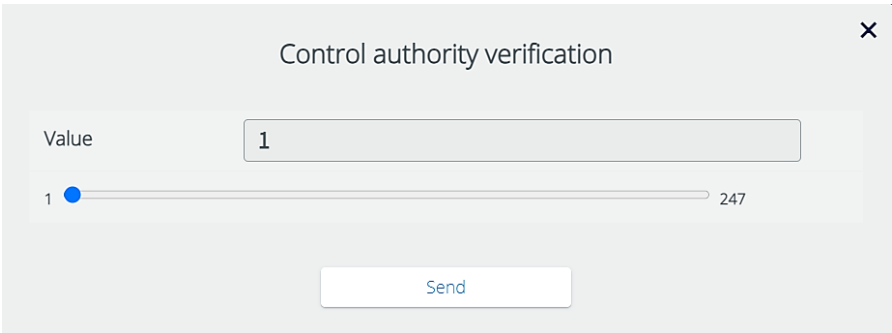 Control authority verification
Value
1
1
247
Send